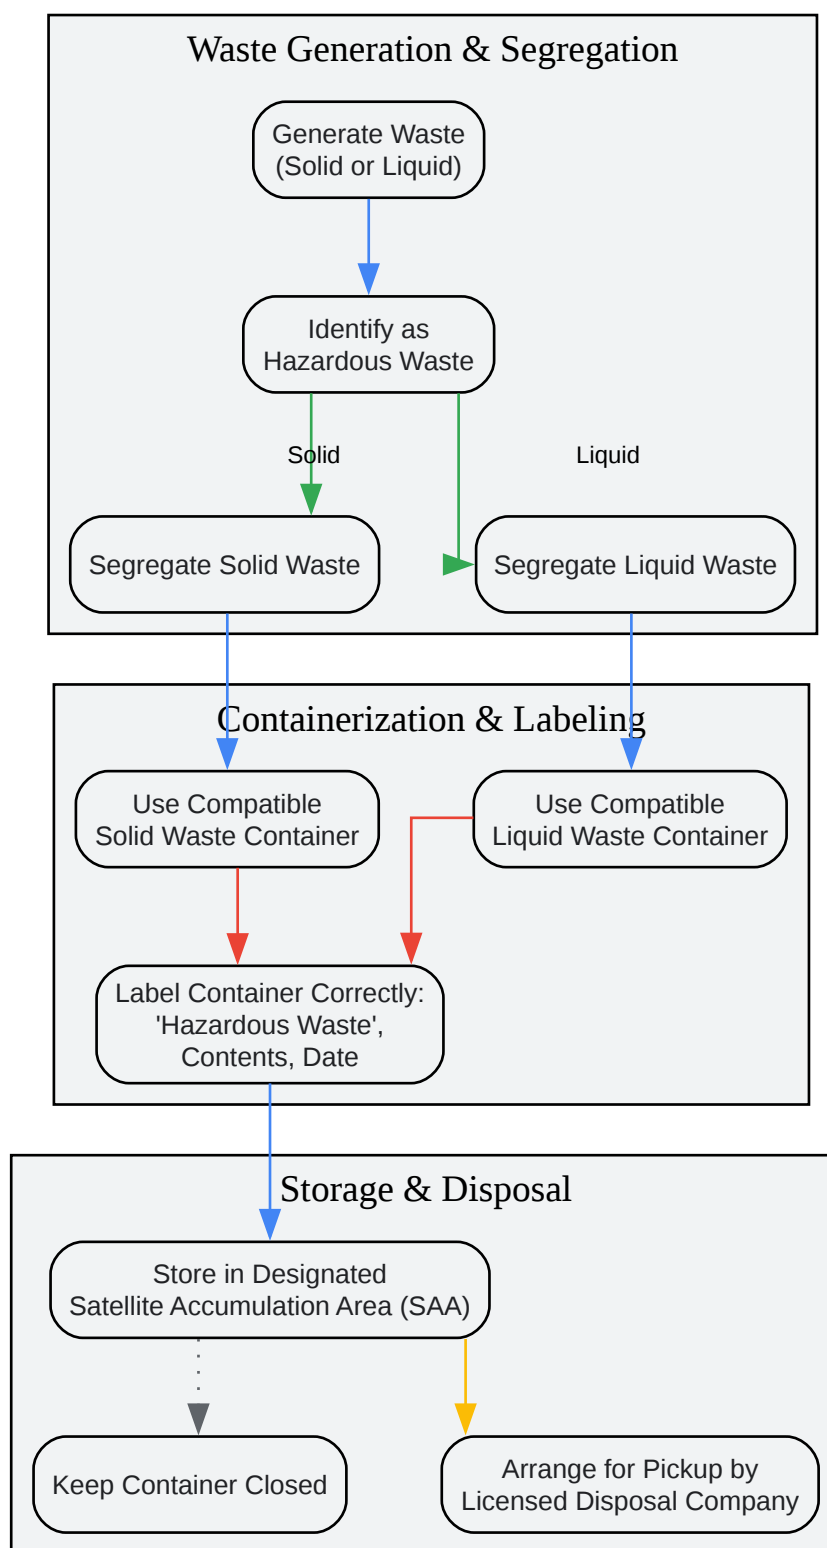 Waste Generation & Segregation
Generate Waste
(Solid or Liquid)
Identify as
Hazardous Waste
Solid
Liquid
Segregate Solid Waste
Segregate Liquid Waste
Containerization & Labeling
Use Compatible
Solid Waste Container
Use Compatible
Liquid Waste Container
Label Container Correctly:
'Hazardous Waste',
Contents, Date
Storage & Disposal
Store in Designated
Satellite Accumulation Area (SAA)
Keep Container Closed
Arrange for Pickup by
Licensed Disposal Company